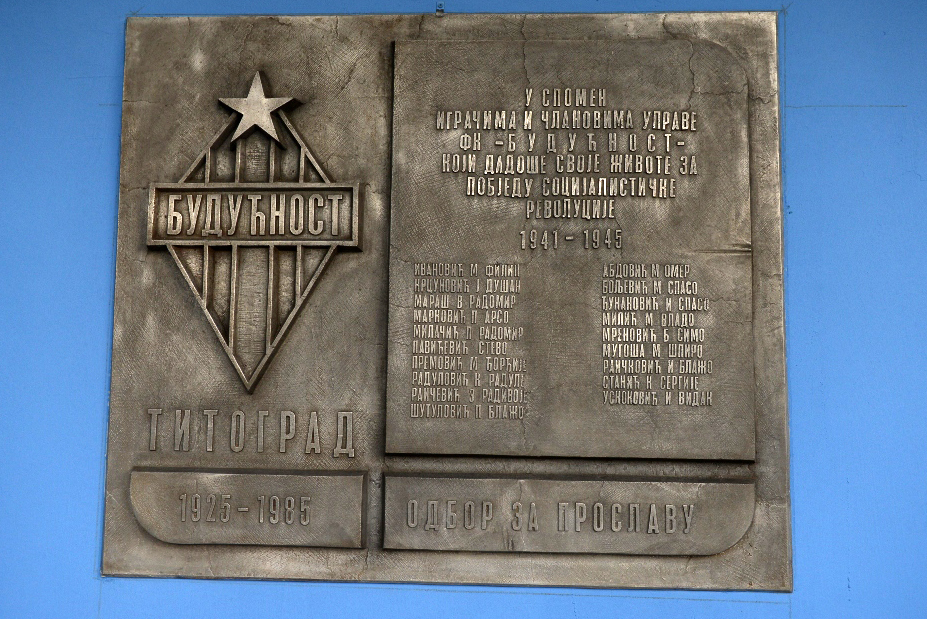 БУДУЋНОСТ
ТИТОГРАД
1925 - 1985
У СПОМЕН
ИГРАЧИМА И ЧЛАНОВИМА УПРАВЕ
ФК -БУДУЋНОСТ-
КОЈИ ДАДОШЕ СВОЈЕ ЖИВОТЕ ЗА
ПОБЈЕДУ СОЦИЈАЛИСТИЧКЕ
РЕВОЛУЦИЈЕ
1941 - 1945
ИВАНОВИЋ М ФИЛИП
КРЦУНОВИЋ Ј ДУШАН
МАРАШ В РАДОМИР
МАРКОВИЋ П АРСО
МИЛАЧИЋ П РАДОМИР
ПАВИЋЕВИЋ СТЕВО
ПРЕМОВИЋ М ЂОРЂИЈЕ
РАДУЛОВИЋ К РАДУЛЕ
РАИЧЕВИЋ З РАДИВОЈЕ
ШУТУЛОВИЋ П БЛАЖО
АБДОВИЋ М ОМЕР
БОЉЕВИЋ М СПАСО
ЂУНАКОВИЋ И СПАСО
МИЛИЋ М ВЛАДО
МРЕНОВИЋ Б СИМО
МУГОША М ШПИРО
РАИЧКОВИЋ И БЛАЖО
СТАНИЋ К СЕРГИЈЕ
УСКОКОВИЋ И ВИДАК
ОДБОР ЗА ПРОСЛАВУ